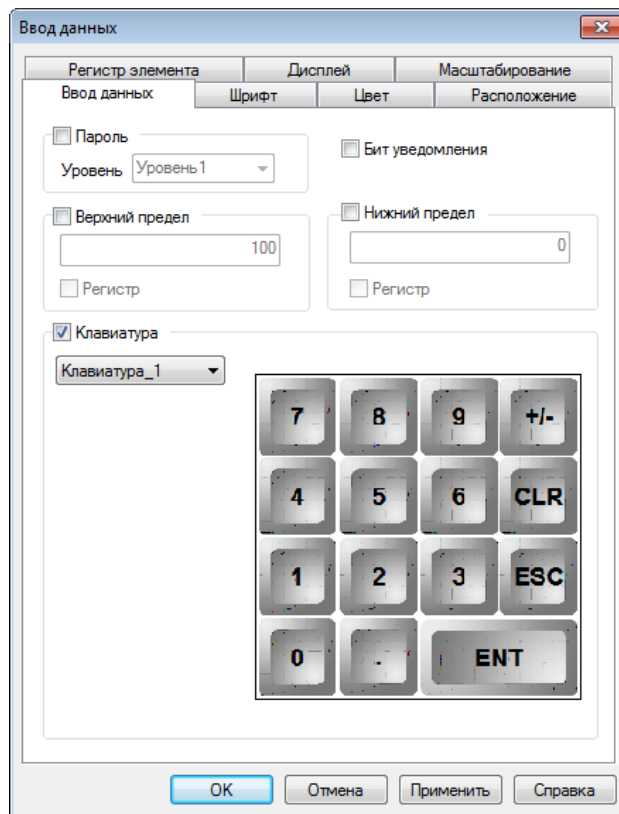 Ввод данных
Регистр элемента Дисплей Масштабирование
Ввод данных Шрифт Цвет Расположение
Пароль
Бит уведомления
Уровень Уровень1
Верхний предел Нижний предел
100 0
Регистр Регистр
Клавиатура
Клавиатура_1
7 8 9 +/-
4 5 6 CLR
1 2 3 ESC
0 . ENT
OK Отмена Применить Справка